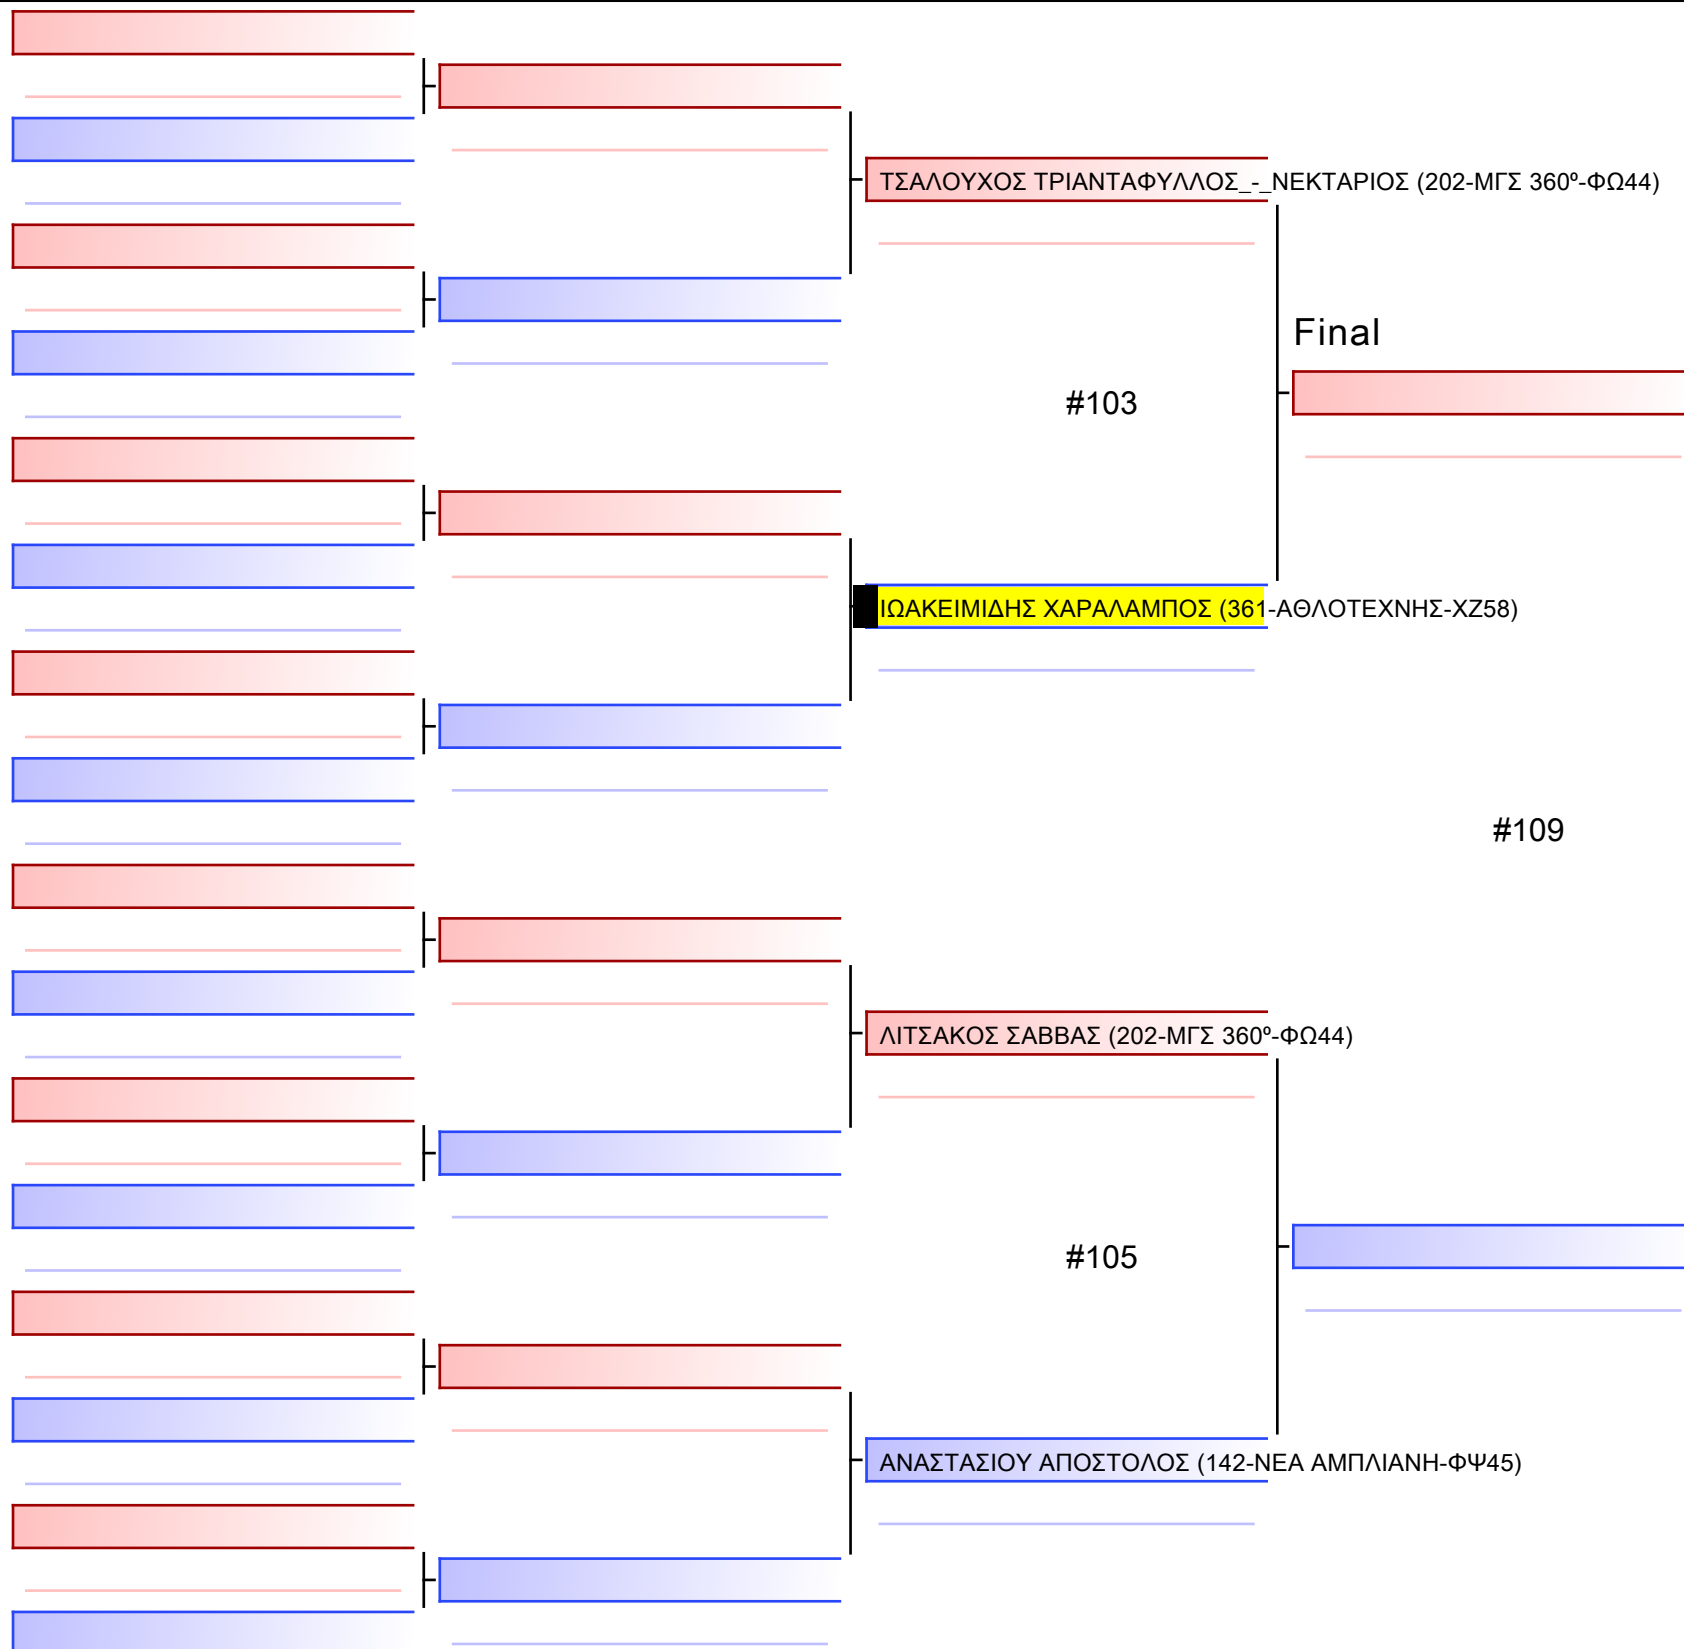 ΤΣΑΛΟΥΧΟΣ ΤΡΙΑΝΤΑΦΥΛΛΟΣ_-_ΝΕΚΤΑΡΙΟΣ (202-ΜΓΣ 360º-ΦΩ44)
Final
#103
ΙΩΑΚΕΙΜΙΔΗΣ ΧΑΡΑΛΑΜΠΟΣ (361-ΑΘΛΟΤΕΧΝΗΣ-ΧΖ58)
#109
ΛΙΤΣΑΚΟΣ ΣΑΒΒΑΣ (202-ΜΓΣ 360º-ΦΩ44)
#105
ΑΝΑΣΤΑΣΙΟΥ ΑΠΟΣΤΟΛΟΣ (142-ΝΕΑ ΑΜΠΛΙΑΝΗ-ΦΨ45)